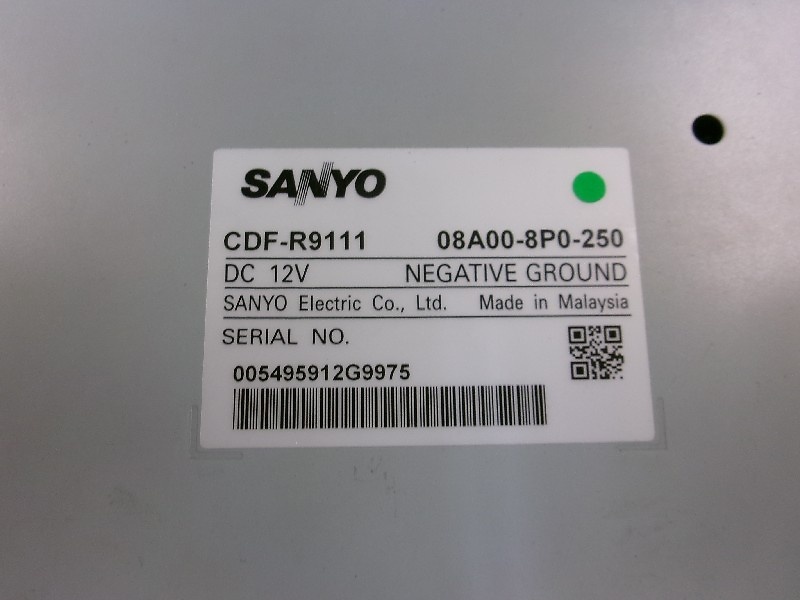 SANYO
CDF-R9111 08A00-8P0-250
DC 12V NEGATIVE GROUND
SANYO Electric Co., Ltd. Made in Malaysia
SERIAL NO.
005495912G9975